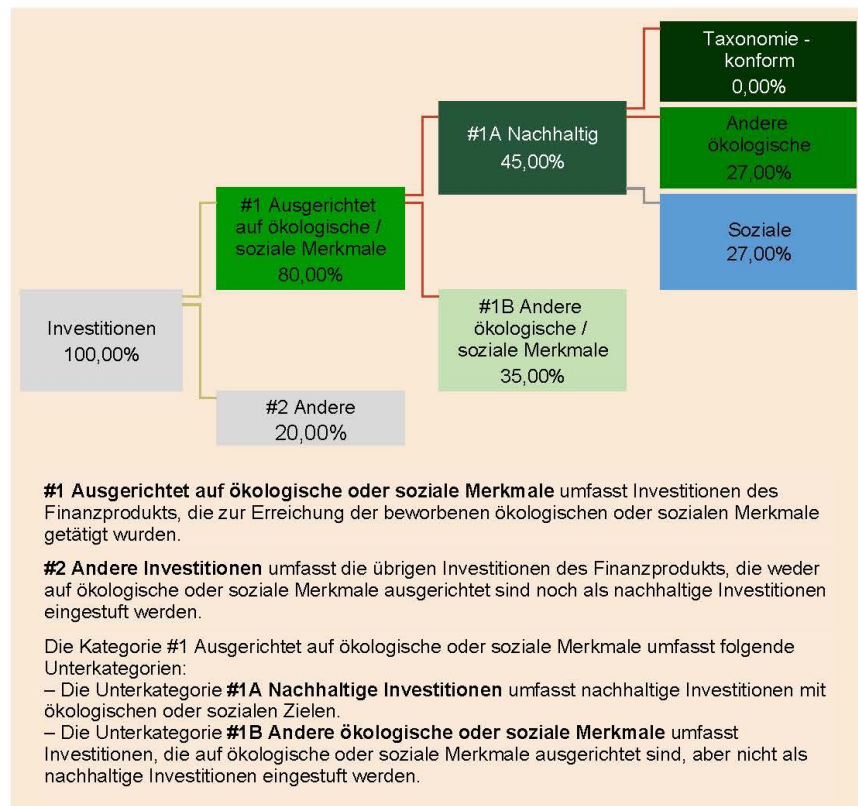 Taxonomie -
konform
0,00%
#1A Nachhaltig
45,00%
Andere
ökologische
27,00%
#1 Ausgerichtet
auf ökologische /
soziale Merkmale
80,00%
Soziale
27,00%
Investitionen
100,00%
#1B Andere
ökologische /
soziale Merkmale
35,00%
#2 Andere
20,00%
#1 Ausgerichtet auf ökologische oder soziale Merkmale umfasst Investitionen des
Finanzprodukts, die zur Erreichung der beworbenen ökologischen oder sozialen Merkmale
getätigt wurden.
#2 Andere Investitionen umfasst die übrigen Investitionen des Finanzprodukts, die weder
auf ökologische oder soziale Merkmale ausgerichtet sind noch als nachhaltige Investitionen
eingestuft werden.
Die Kategorie #1 Ausgerichtet auf ökologische oder soziale Merkmale umfasst folgende
Unterkategorien:
– Die Unterkategorie #1A Nachhaltige Investitionen umfasst nachhaltige Investitionen mit
ökologischen oder sozialen Zielen.
– Die Unterkategorie #1B Andere ökologische oder soziale Merkmale umfasst
Investitionen, die auf ökologische oder soziale Merkmale ausgerichtet sind, aber nicht als
nachhaltige Investitionen eingestuft werden.